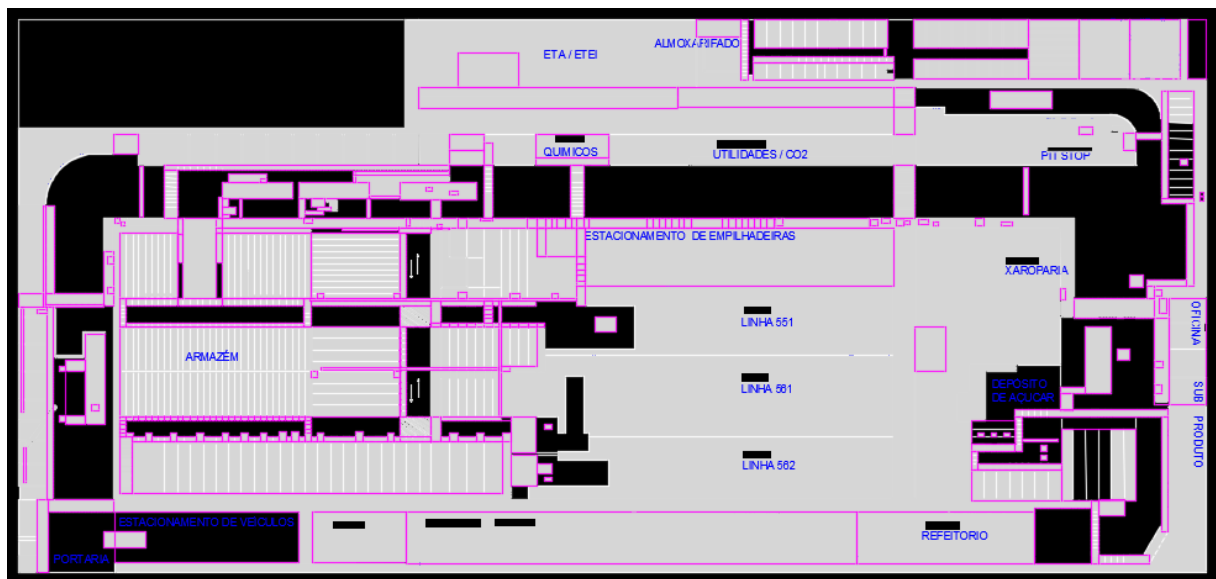 ALMOXARIFADO
ETA / ETEI
QUIMICOS
UTILIDADES / CO2
PIT STOP
ESTACIONAMENTO DE EMPILHADEIRAS
XAROPARIA
OFICINA
LINHA 551
ARMAZÉM
LINHA 561
DEPOSITO
DE AÇUCAR
SUB PRODUTO
LINHA 562
ESTACIONAMENTO DE VEÍCULOS
REFEITORIO
PORTARIA